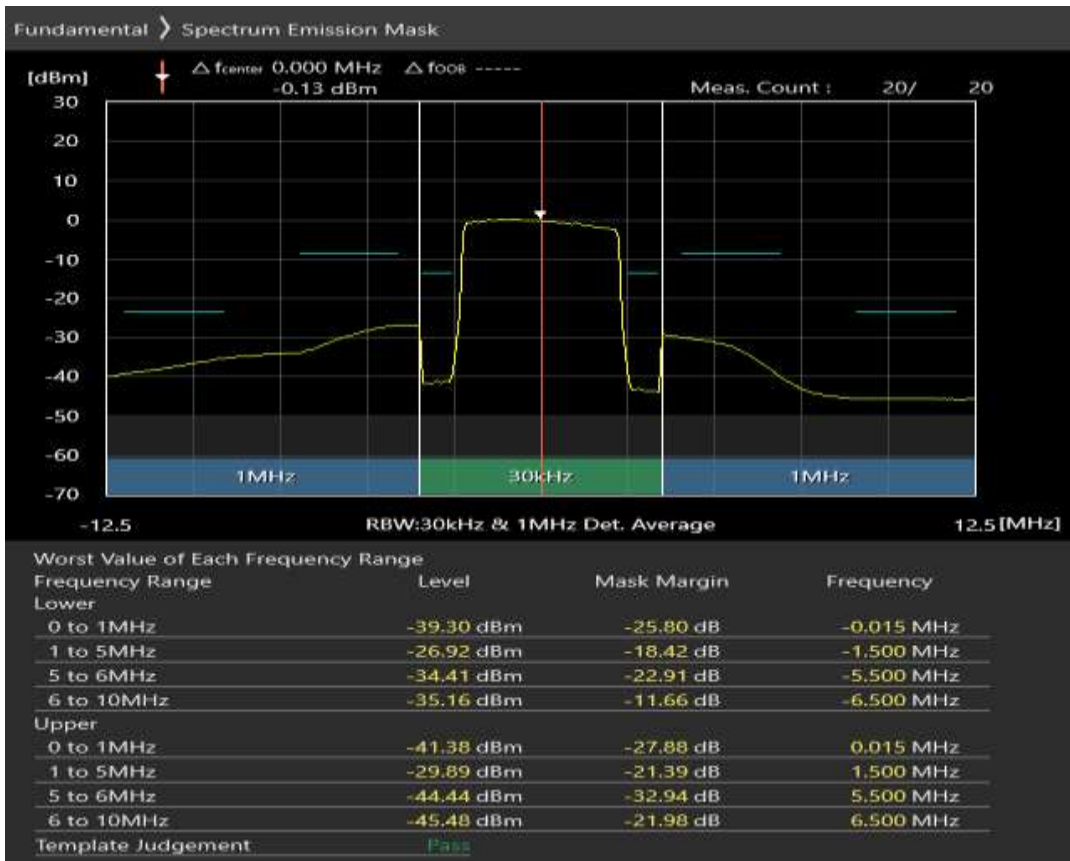 Fundamental 〉 Spectrum Emission Mask
[dBm] △ fcenter 0.000 MHz △ fOOB -----
-0.13 dBm Meas. Count : 20/ 20
30
20
10
0
-10
-20
-30
-40
-50
-60
1MHz 30kHz 1MHz
-70
-12.5 RBW:30kHz & 1MHz Det. Average 12.5 [MHz]
Worst Value of Each Frequency Range
Frequency Range Level Mask Margin Frequency
Lower
0 to 1MHz -39.30 dBm -25.80 dB -0.015 MHz
1 to 5MHz -26.92 dBm -18.42 dB -1.500 MHz
5 to 6MHz -34.41 dBm -22.91 dB -5.500 MHz
6 to 10MHz -35.16 dBm -11.66 dB -6.500 MHz
Upper
0 to 1MHz -41.38 dBm -27.88 dB 0.015 MHz
1 to 5MHz -29.89 dBm -21.39 dB 1.500 MHz
5 to 6MHz -44.44 dBm -32.94 dB 5.500 MHz
6 to 10MHz -45.48 dBm -21.98 dB 6.500 MHz
Template Judgement Pass